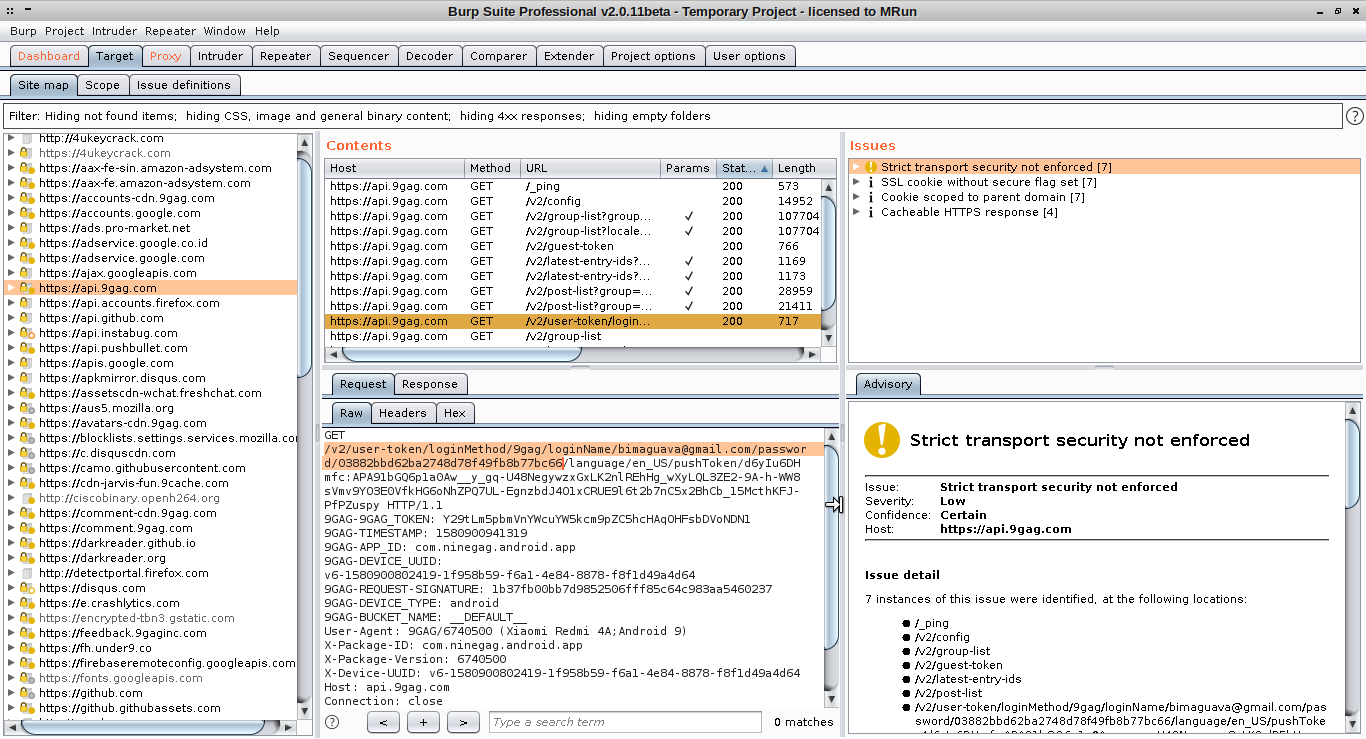 Burp Suite Professional v2.0.11beta - Temporary Project - licensed to MRun
Burp Project Intruder Repeater Window Help
Dashboard Target Proxy Intruder Repeater Sequencer Decoder Comparer Extender Project options User options
Site map Scope Issue definitions
Filter: Hiding not found items; hiding CSS, image and general binary content; hiding 4xx responses; hiding empty folders
http://4ukeycrack.com
https://4ukeycrack.com
https://aax-fe-sin.amazon-adsystem.com
https://aax-fe.amazon-adsystem.com
https://accounts-cdn.9gag.com
https://accounts.google.com
https://ads.pro-market.net
https://adservice.google.co.id
https://adservice.google.com
https://ajax.googleapis.com
https://api.9gag.com
https://api.accounts.firefox.com
https://api.github.com
https://api.instabug.com
https://api.pushbullet.com
https://apis.google.com
https://apkmirror.disqus.com
https://assetscdn-wchat.freshchat.com
https://aus5.mozilla.org
https://avatars-cdn.9gag.com
https://blocklists.settings.services.mozilla.co
https://c.disquscdn.com
https://camo.githubusercontent.com
https://cdn-jarvis-fun.9cache.com
http://ciscobinary.openh264.org
https://comment-cdn.9gag.com
https://comment.9gag.com
https://darkreader.github.io
https://darkreader.org
http://detectportal.firefox.com
https://disqus.com
https://e.crashlytics.com
https://encrypted-tbn3.gstatic.com
https://feedback.9gaginc.com
https://fh.under9.co
https://firebaseremoteconfig.googleapis.com
https://fonts.googleapis.com
https://github.com
https://github.githubassets.com
Contents
Host Method URL Params Stat... Length
https://api.9gag.com GET /_ping 200 573
https://api.9gag.com GET /v2/config 200 14952
https://api.9gag.com GET /v2/group-list?group... ✓ 200 107704
https://api.9gag.com GET /v2/group-list?locale... ✓ 200 107704
https://api.9gag.com GET /v2/guest-token 200 766
https://api.9gag.com GET /v2/latest-entry-ids?... ✓ 200 1169
https://api.9gag.com GET /v2/latest-entry-ids?... ✓ 200 1173
https://api.9gag.com GET /v2/post-list?group=... ✓ 200 28959
https://api.9gag.com GET /v2/post-list?group=... ✓ 200 21411
https://api.9gag.com GET /v2/user-token/login... 200 717
https://api.9gag.com GET /v2/group-list
Request Response
Raw Headers Hex
GET
/v2/user-token/loginMethod/9gag/loginName/bimaguava@gmail.com/passwor
d/03882bbd62ba2748d78f49fb8b77bc66/language/en_US/pushToken/d6yIu6DH
mfc:APA91bGQ6p1a0Aw__y_gq-U48NegywzxGxLK2nlREhHg_wXyLQL3ZE2-9A-h-WW8
sVmv9YO3E0VfkHG6oNhZPQ7UL-EgnzbdJ4O1xCRUE9l6t2b7nC5x2BhCb_15McthKFJ-
PfPZuspy HTTP/1.1
9GAG-9GAG_TOKEN: Y29tLm5pbmVnYWcuYW5kcm9pZC5hcHAqOHFsbDVoNDN1
9GAG-TIMESTAMP: 1580900941319
9GAG-APP_ID: com.ninegag.android.app
9GAG-DEVICE_UUID:
v6-1580900802419-1f958b59-f6a1-4e84-8878-f8f1d49a4d64
9GAG-REQUEST-SIGNATURE: 1b37fb00bb7d9852506fff85c64c983aa5460237
9GAG-DEVICE_TYPE: android
9GAG-BUCKET_NAME: __DEFAULT__
User-Agent: 9GAG/6740500 (Xiaomi Redmi 4A;Android 9)
X-Package-ID: com.ninegag.android.app
X-Package-Version: 6740500
X-Device-UUID: v6-1580900802419-1f958b59-f6a1-4e84-8878-f8f1d49a4d64
Host: api.9gag.com
Connection: close
? < + > Type a search term 0 matches
Issues
Strict transport security not enforced [7]
SSL cookie without secure flag set [7]
Cookie scoped to parent domain [7]
Cacheable HTTPS response [4]
Advisory
Strict transport security not enforced
Issue: Strict transport security not enforced
Severity: Low
Confidence: Certain
Host: https://api.9gag.com
Issue detail
7 instances of this issue were identified, at the following locations:
/_ping
/v2/config
/v2/group-list
/v2/guest-token
/v2/latest-entry-ids
/v2/post-list
/v2/user-token/loginMethod/9gag/loginName/bimaguava@gmail.com/pas
sword/03882bbd62ba2748d78f49fb8b77bc66/language/en_US/pushToke